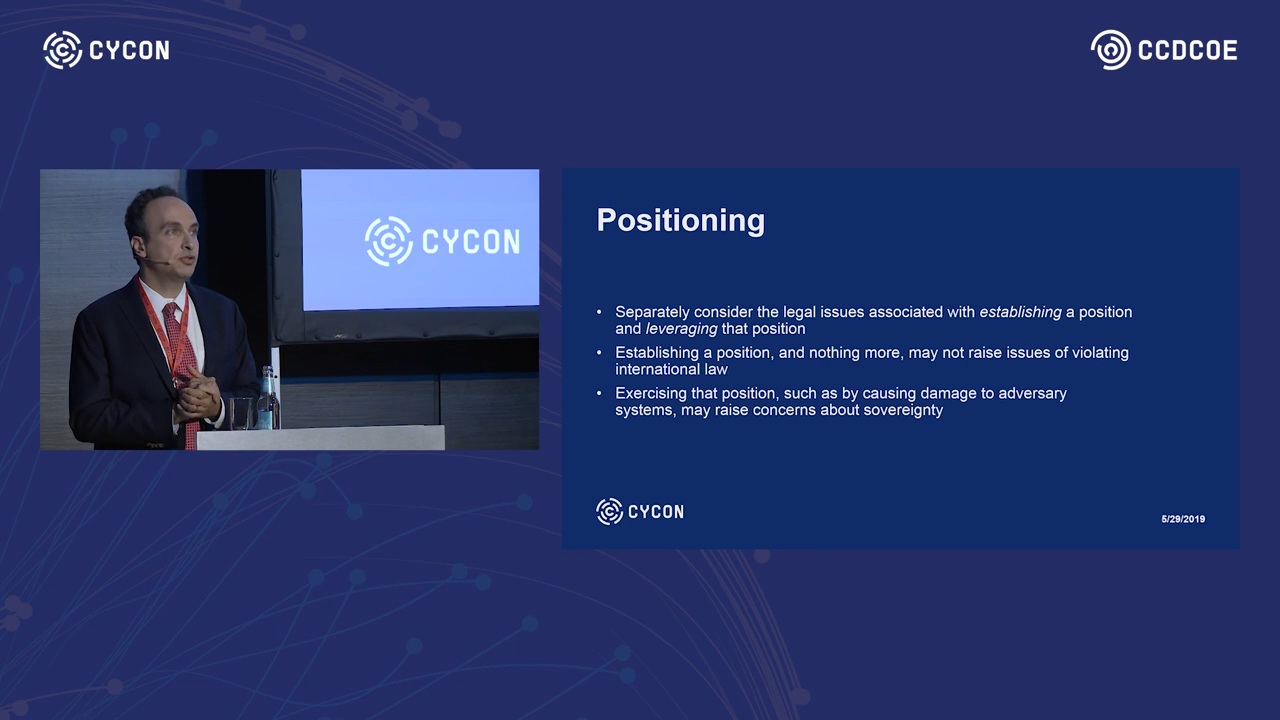 CYCON
CCDCOE
CYCON
Positioning
• Separately consider the legal issues associated with establishing a position
and leveraging that position
• Establishing a position, and nothing more, may not raise issues of violating
international law
• Exercising that position, such as by causing damage to adversary
systems, may raise concerns about sovereignty
CYCON
5/29/2019